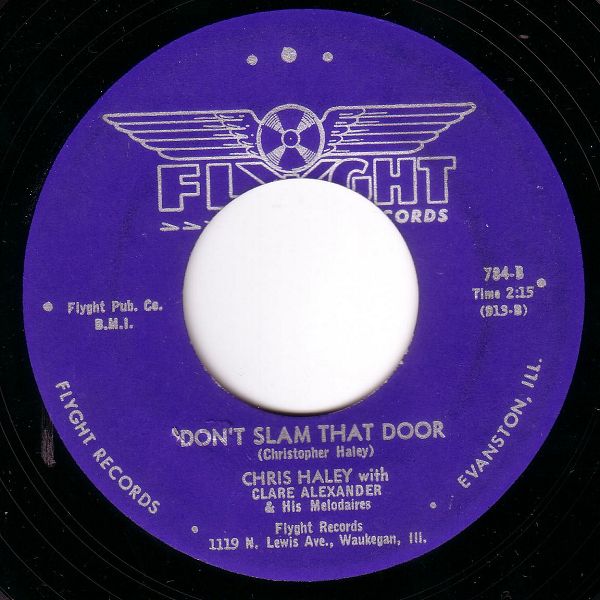 FLYGHT
RECORDS
784-B
Time 2:15
(913-B)
Flyght Pub. Co.
B.M.I.
FLYGHT RECORDS
EVANSTON, ILL.
DON'T SLAM THAT DOOR
(Christopher Haley)
CHRIS HALEY with
CLARE ALEXANDER
& His Melodaires
Flyght Records
1119 N. Lewis Ave., Waukegan, Ill.